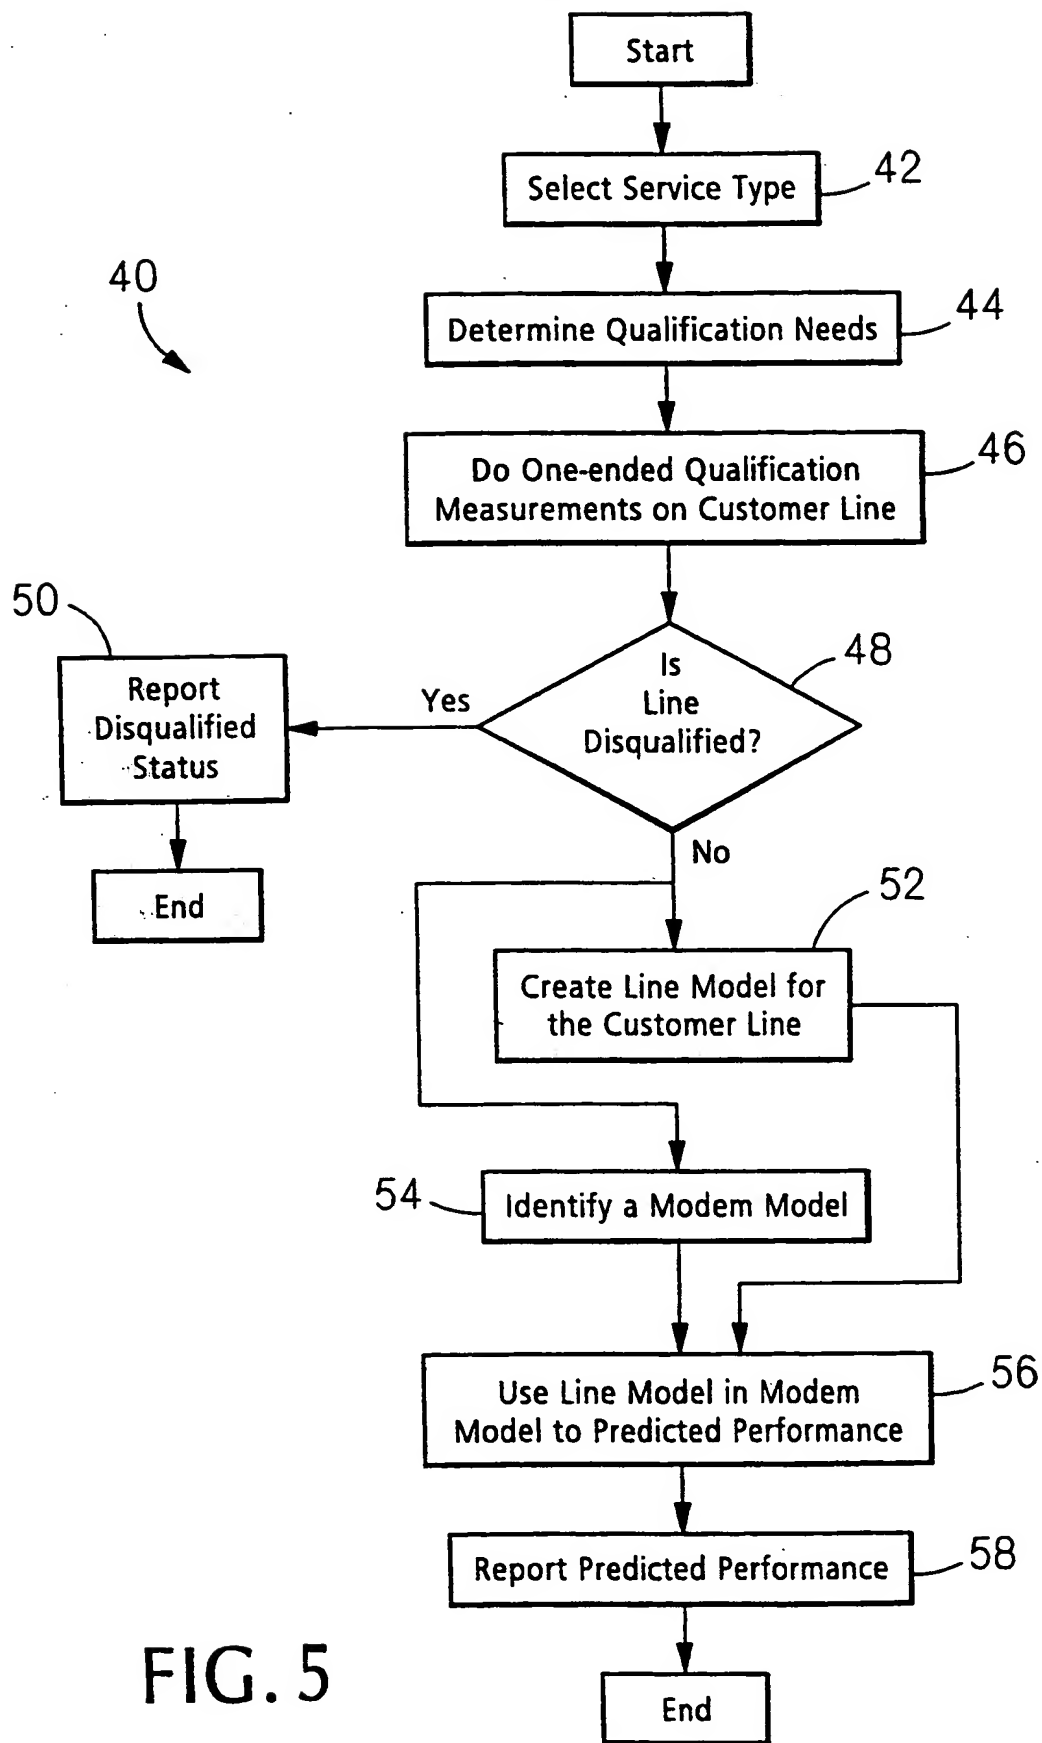 Start
Select Service Type
42
40
Determine Qualification Needs
44
Do One-ended Qualification
Measurements on Customer Line
46
50
Report
Disqualified
Status
Yes
Is
Line
Disqualified?
48
End
No
52
Create Line Model for
the Customer Line
54
Identify a Modem Model
Use Line Model in Modem
Model to Predicted Performance
56
Report Predicted Performance
58
End
FIG. 5